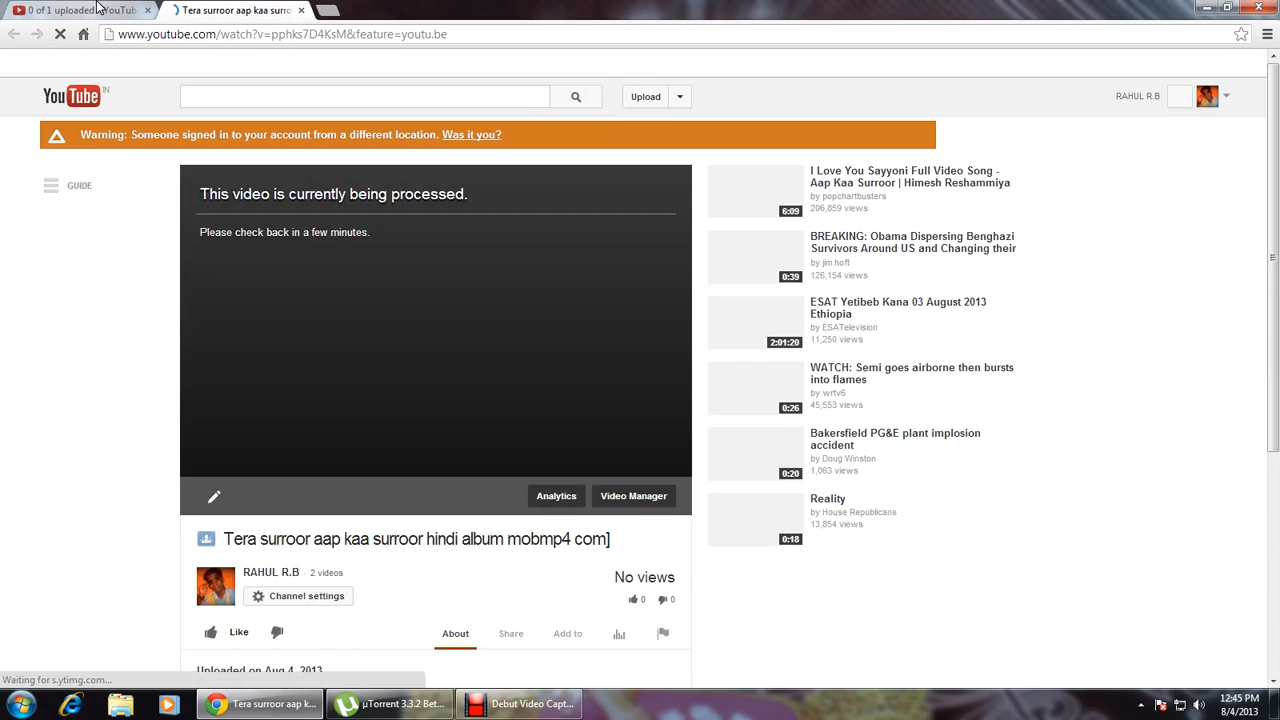 0 of 1 uploaded
YouTub
Tera surroor aap kaa surro
www.youtube.com/watch?v=pphks7D4KsM&feature=youtu.be
YouTube IN
Upload
RAHUL R.B
Warning: Someone signed in to your account from a different location. Was it you?
GUIDE
This video is currently being processed.
Please check back in a few minutes.
Analytics
Video Manager
Tera surroor aap kaa surroor hindi album mobmp4 com]
RAHUL R.B · 2 videos
Channel settings
No views
0 0
Like
About
Share
Add to
Uploaded on Aug 4, 2013
I Love You Sayyoni Full Video Song -
Aap Kaa Surroor | Himesh Reshammiya
by popchartbusters
206,859 views
6:09
BREAKING: Obama Dispersing Benghazi
Survivors Around US and Changing their
by jim hoft
126,154 views
0:39
ESAT Yetibeb Kana 03 August 2013
Ethiopia
by ESATelevision
11,250 views
2:01:20
WATCH: Semi goes airborne then bursts
into flames
by wrtv6
45,553 views
0:26
Bakersfield PG&E plant implosion
accident
by Doug Winston
1,063 views
0:20
Reality
by House Republicans
13,854 views
0:18
Waiting for s.ytimg.com...
Tera surroor aap k...
µTorrent 3.3.2 Bet...
Debut Video Capt...
12:45 PM
8/4/2013